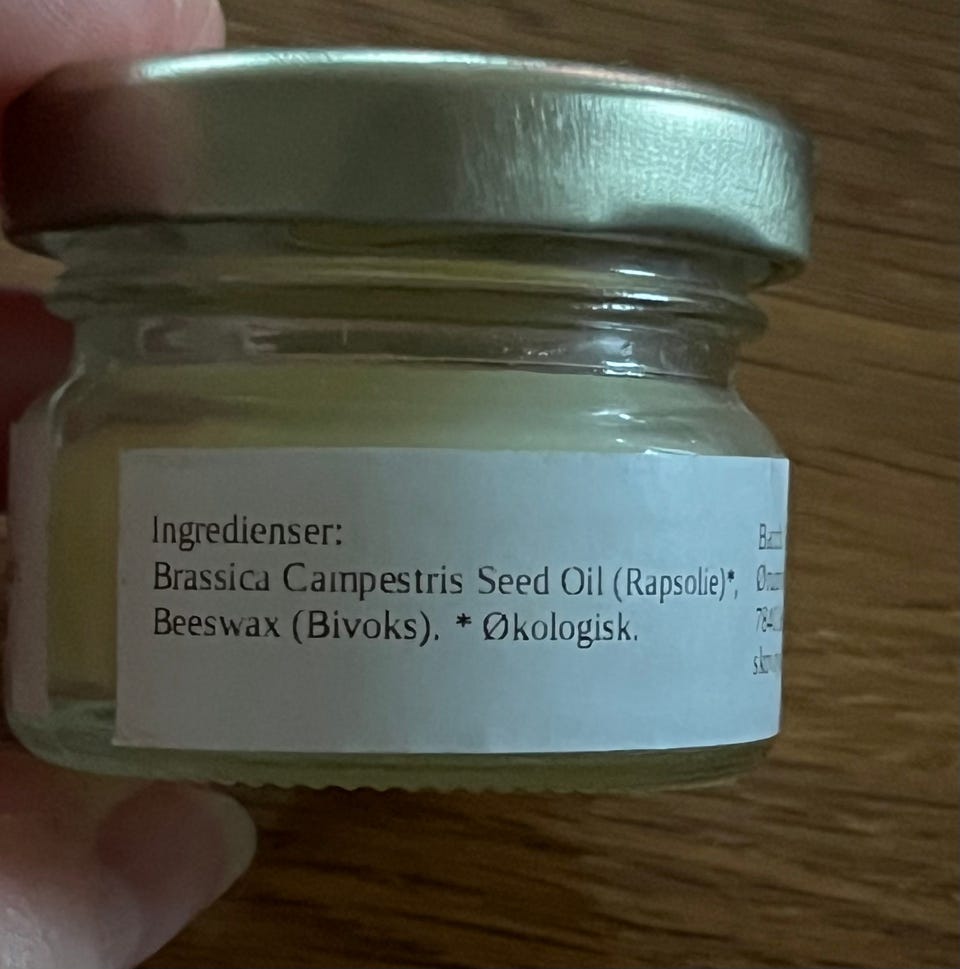 Ingredienser:
Brassica Campestris Seed Oil (Rapsolie)*,
Beeswax (Bivoks). * Økologisk.